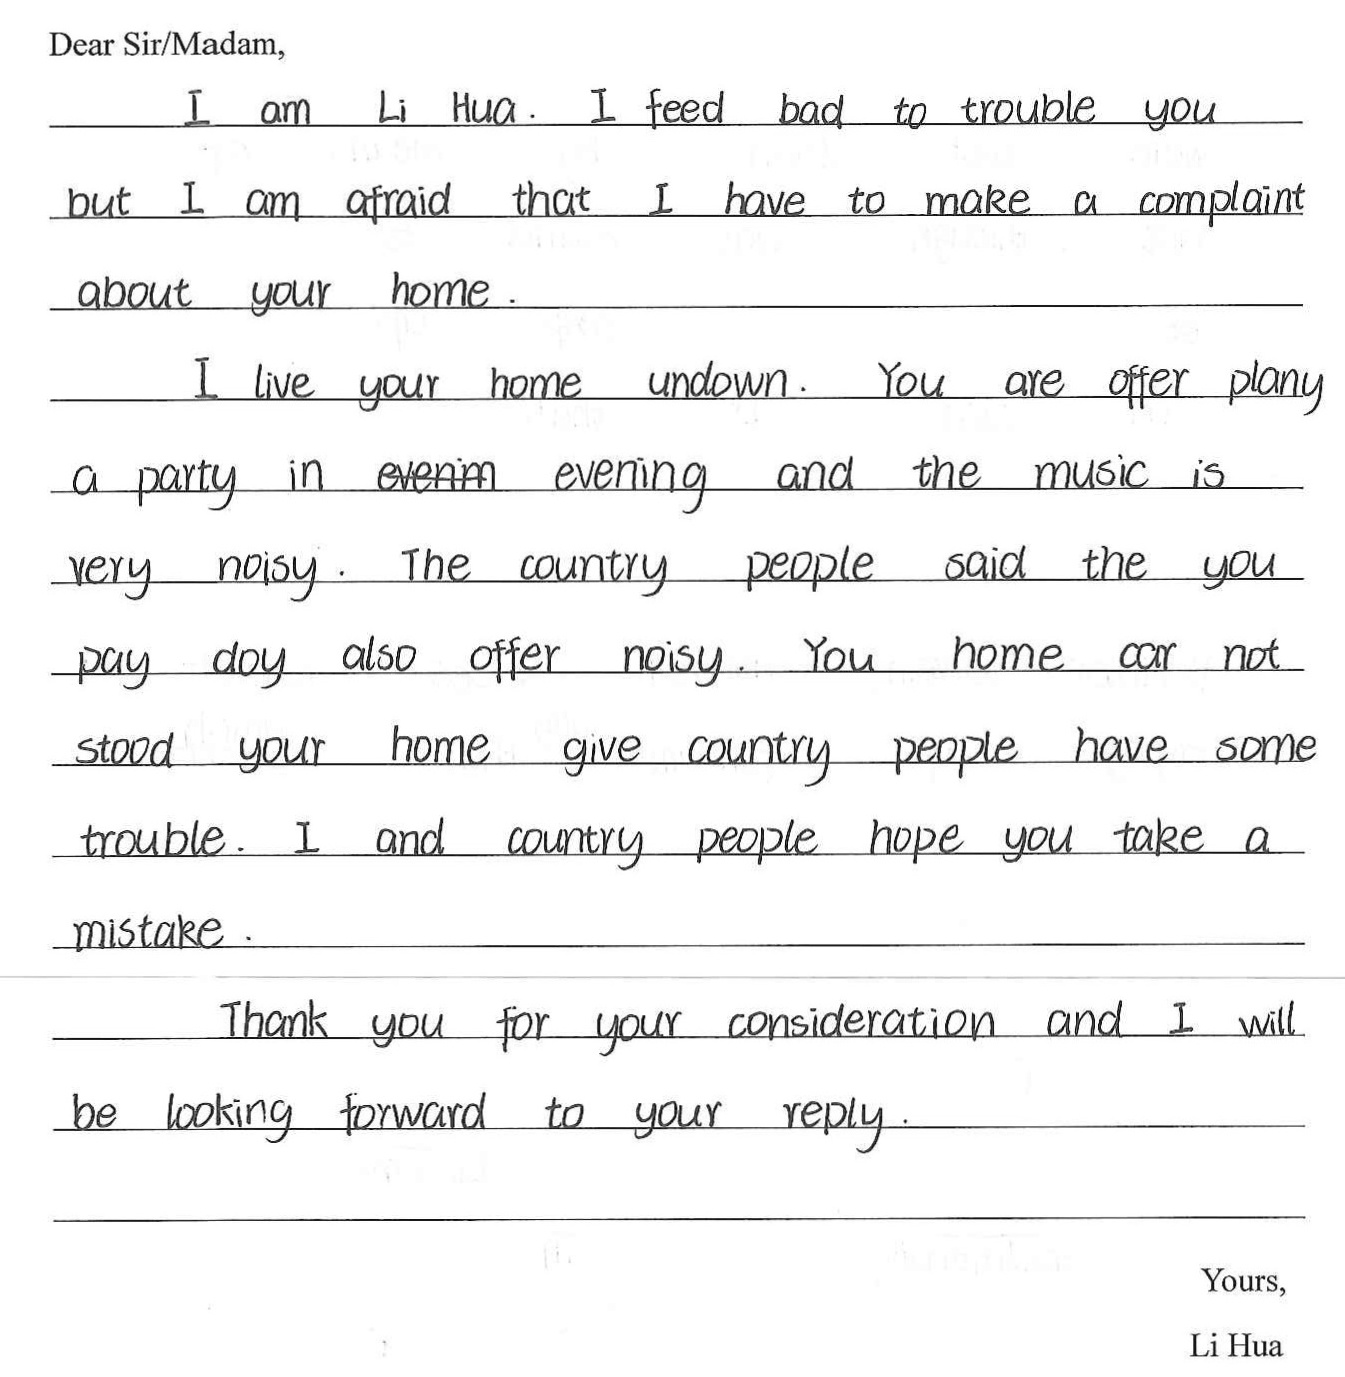 Dear Sir/Madam,
I am Li Hua. I feed bad to trouble you
but I am afraid that I have to make a complaint
about your home.
I live your home undown. You are offer plany
a party in evening and the music is
very noisy. The country people said the you
pay doy also offer noisy. You home car not
stood your home give country people have some
trouble. I and country people hope you take a
mistake.
Thank you for your consideration and I will
be looking forward to your reply.
Yours,
Li Hua